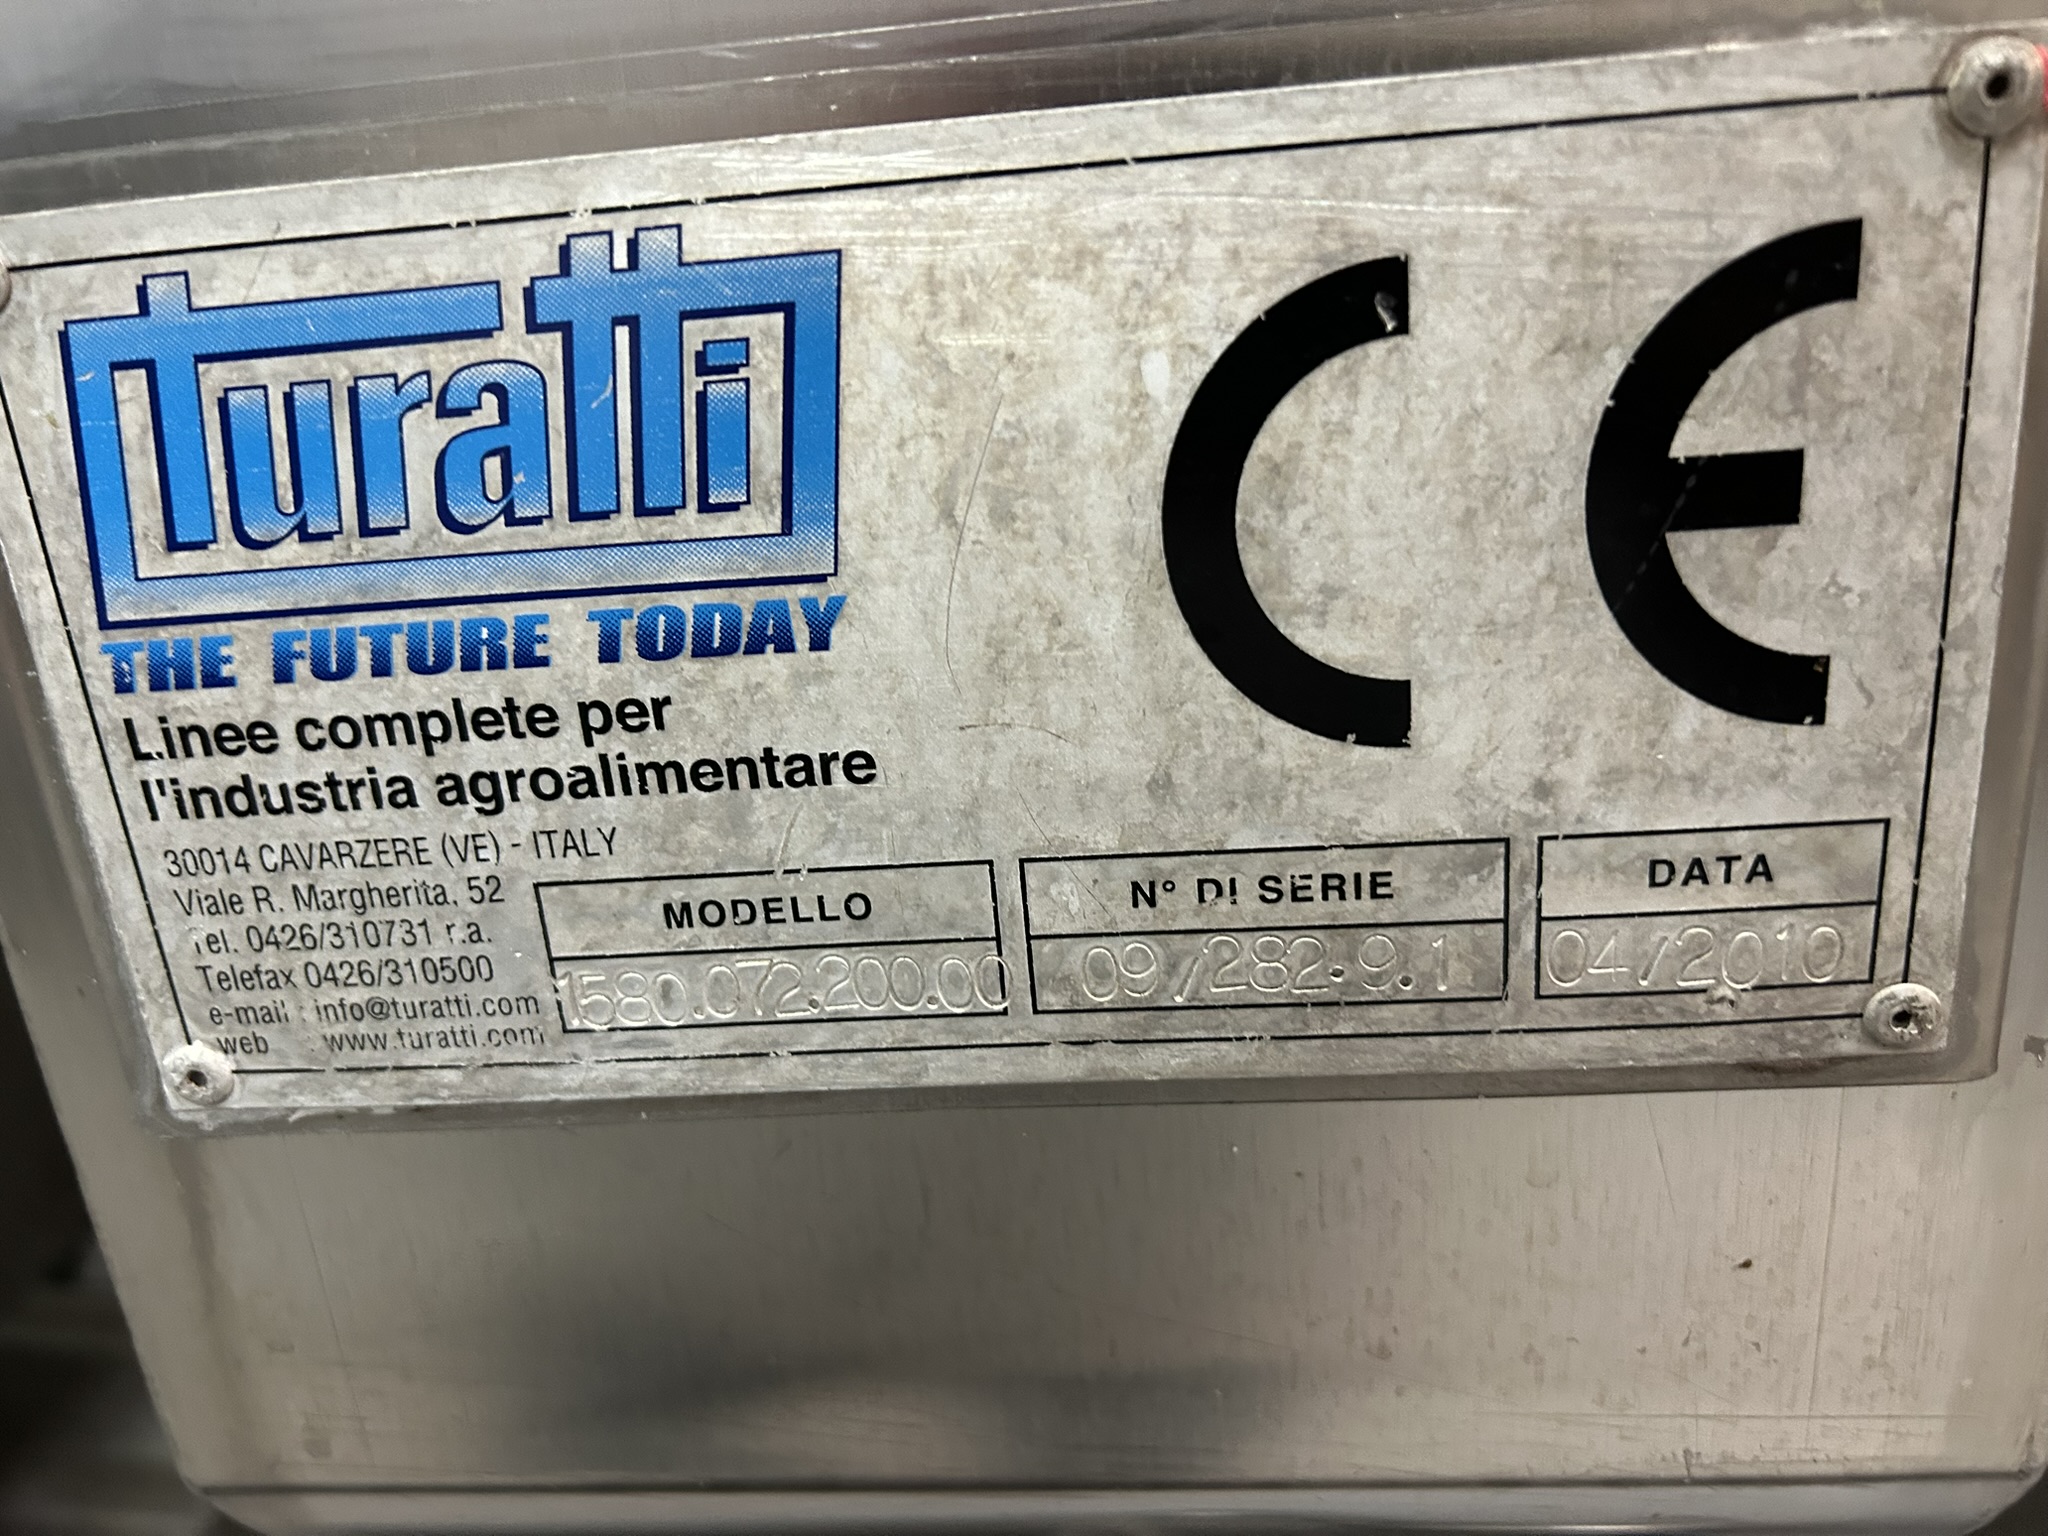 turatti
THE FUTURE TODAY
Linee complete per
l'industria agroalimentare
30014 CAVARZERE (VE) - ITALY
Viale R. Margherita, 52
Tel. 0426/310731 r.a.
Telefax 0426/310500
e-mail : info@turatti.com
web : www.turatti.com
CE
MODELLO
1580.072.200.00
N° DI SERIE
09/282.9.1
DATA
04/2010